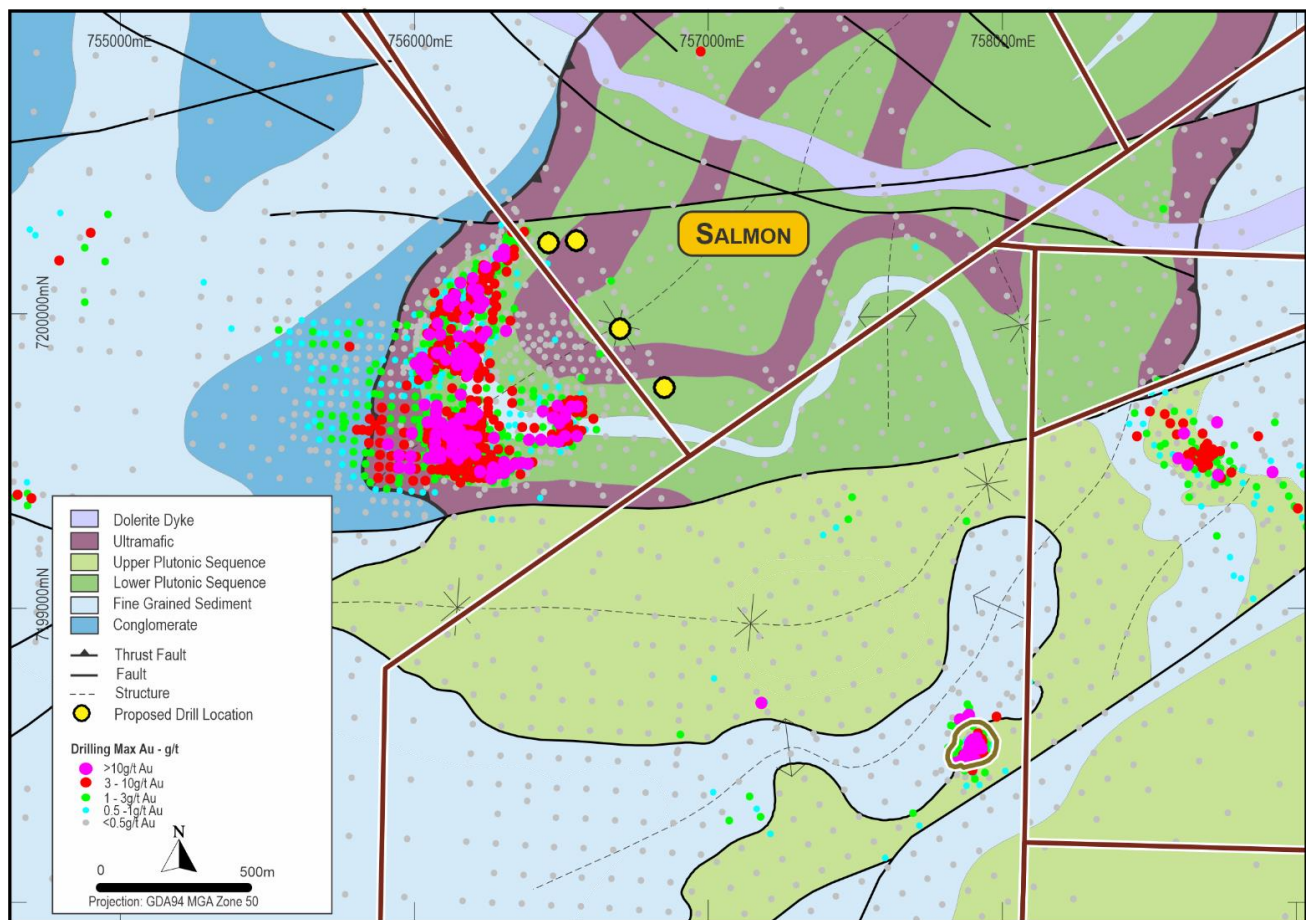 755000mE
756000mE
757000mE
758000mE
SALMON
7200000mN
7199000mN
Dolerite Dyke
Ultramafic
Upper Plutonic Sequence
Lower Plutonic Sequence
Fine Grained Sediment
Conglomerate
Thrust Fault
Fault
Structure
Proposed Drill Location
Drilling Max Au - g/t
>10g/t Au
3 - 10g/t Au
1 - 3g/t Au
0.5 -1g/t Au
<0.5g/t Au
N
0 500m
Projection: GDA94 MGA Zone 50